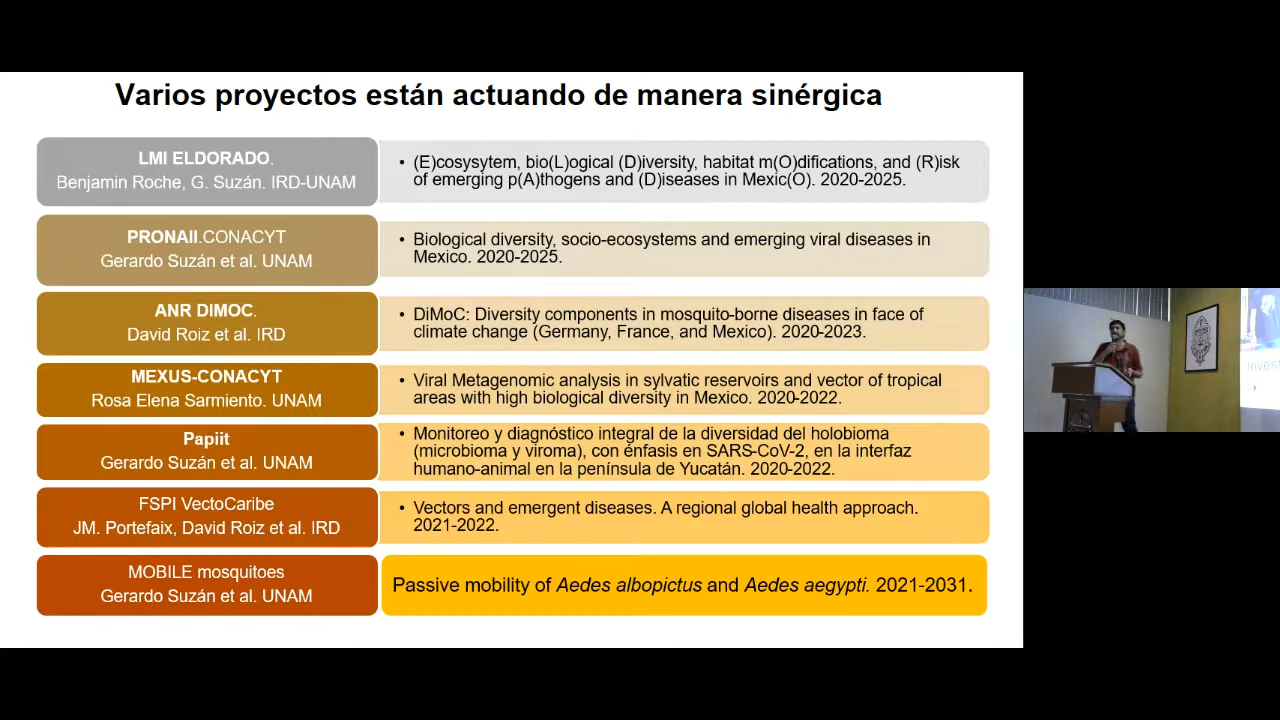 Varios proyectos están actuando de manera sinérgica
LMI ELDORADO.
Benjamin Roche, G. Suzán. IRD-UNAM
• (E)cosysytem, bio(L)ogical (D)iversity, habitat m(O)difications, and (R)isk
of emerging p(A)thogens and (D)iseases in Mexic(O). 2020-2025.
PRONAII.CONACYT
Gerardo Suzán et al. UNAM
• Biological diversity, socio-ecosystems and emerging viral diseases in
Mexico. 2020-2025.
ANR DIMOC.
David Roiz et al. IRD
• DiMoC: Diversity components in mosquito-borne diseases in face of
climate change (Germany, France, and Mexico). 2020-2023.
MEXUS-CONACYT
Rosa Elena Sarmiento. UNAM
• Viral Metagenomic analysis in sylvatic reservoirs and vector of tropical
areas with high biological diversity in Mexico. 2020-2022.
Papiit
Gerardo Suzán et al. UNAM
• Monitoreo y diagnóstico integral de la diversidad del holobioma
(microbioma y viroma), con énfasis en SARS-CoV-2, en la interfaz
humano-animal en la península de Yucatán. 2020-2022.
FSPI VectoCaribe
JM. Portefaix, David Roiz et al. IRD
• Vectors and emergent diseases. A regional global health approach.
2021-2022.
MOBILE mosquitoes
Gerardo Suzán et al. UNAM
Passive mobility of Aedes albopictus and Aedes aegypti. 2021-2031.
Invest